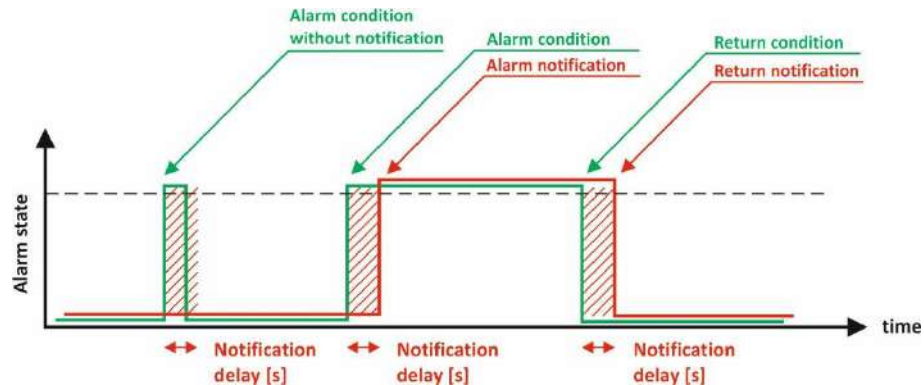 Alarm condition
without notification
Alarm condition
Alarm notification
Return condition
Return notification
Alarm state
time
Notification
delay [s]
Notification
delay [s]
Notification
delay [s]